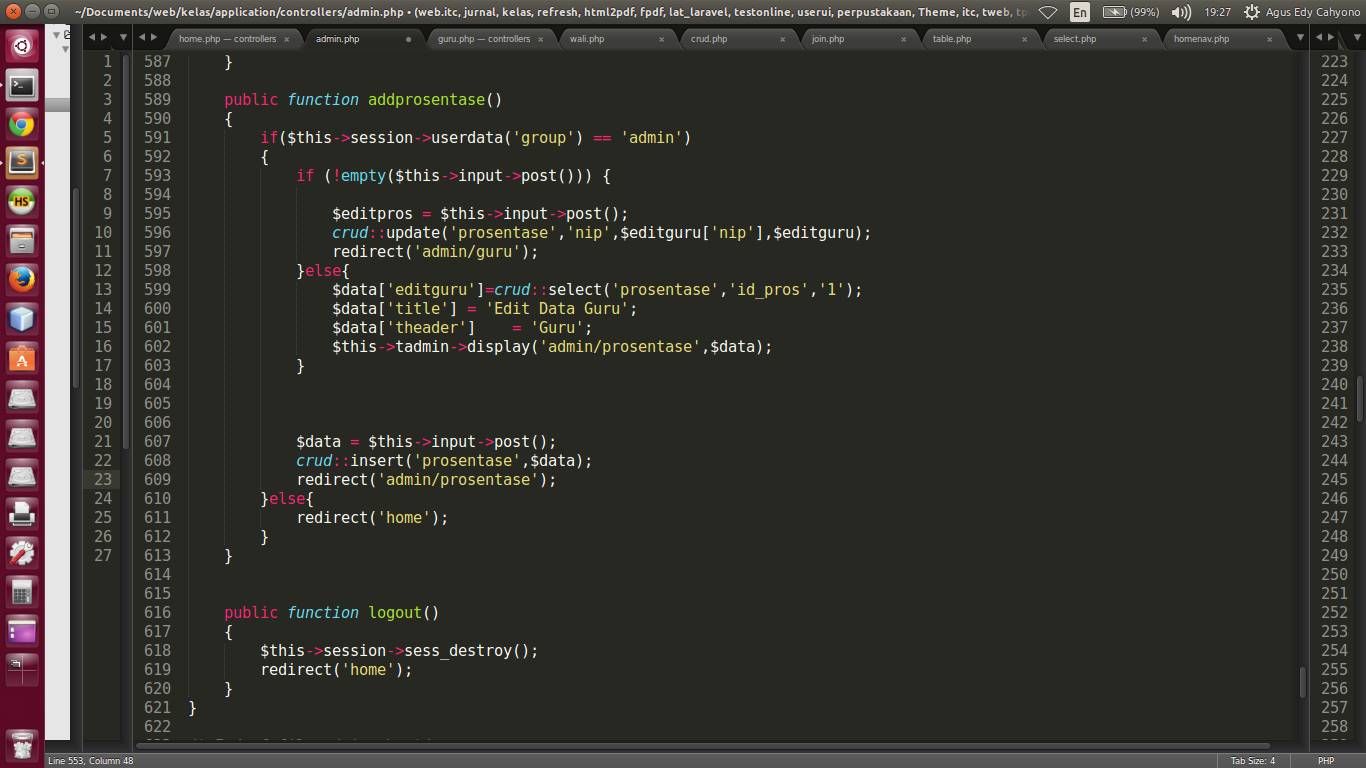 ~/Documents/web/kelas/application/controllers/admin.php • (web.itc, jurnal, kelas, refresh, html2pdf, fpdf, lat_laravel, testonline, userui, perpustakaan, Theme, itc, tweb,
En (99%) 19:27 Agus Edy Cahyono
home.php — controllers × admin.php guru.php — controllers × wali.php × crud.php × join.php × table.php × select.php × homenav.php ×
1 587 } 223
2 588 224
3 589 public function addprosentase() 225
4 590 { 226
5 591 if($this->session->userdata('group') == 'admin') 227
6 592 { 228
7 593 if (!empty($this->input->post())) { 229
8 594 230
9 595 $editpros = $this->input->post(); 231
10 596 crud::update('prosentase','nip',$editguru['nip'],$editguru); 232
11 597 redirect('admin/guru'); 233
12 598 }else{ 234
13 599 $data['editguru']=crud::select('prosentase','id_pros','1'); 235
14 600 $data['title'] = 'Edit Data Guru'; 236
15 601 $data['theader'] = 'Guru'; 237
16 602 $this->tadmin->display('admin/prosentase',$data); 238
17 603 } 239
18 604 240
19 605 241
20 606 242
21 607 $data = $this->input->post(); 243
22 608 crud::insert('prosentase',$data); 244
23 609 redirect('admin/prosentase'); 245
24 610 }else{ 246
25 611 redirect('home'); 247
26 612 } 248
27 613 } 249
614 250
615 251
616 public function logout() 252
617 { 253
618 $this->session->sess_destroy(); 254
619 redirect('home'); 255
620 } 256
621 } 257
622 258
Line 553, Column 48 Tab Size: 4 PHP